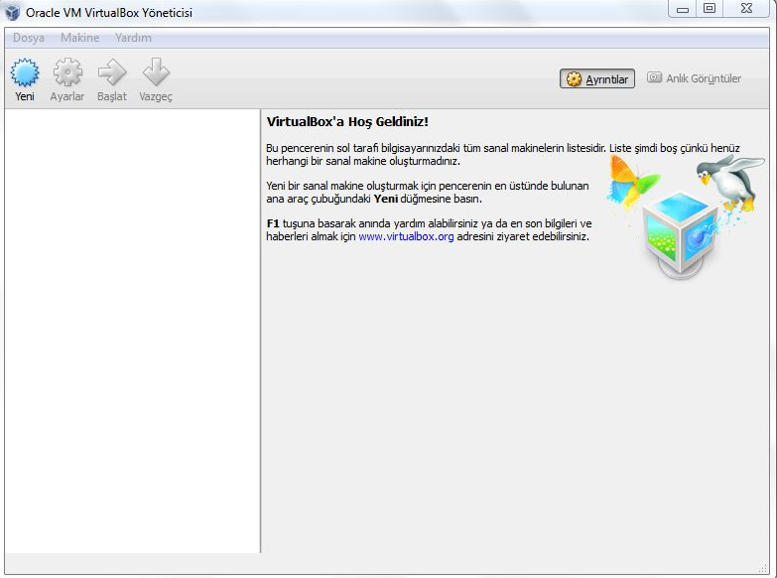 Oracle VM VirtualBox Yöneticisi
Dosya Makine Yardım
Yeni Ayarlar Başlat Vazgeç
Ayrıntılar Anlık Görüntüler
VirtualBox'a Hoş Geldiniz!
Bu pencerenin sol tarafı bilgisayarınızdaki tüm sanal makinelerin listesidir. Liste şimdi boş çünkü henüz
herhangi bir sanal makine oluşturmadınız.
Yeni bir sanal makine oluşturmak için pencerenin en üstünde bulunan
ana araç çubuğundaki Yeni düğmesine basın.
F1 tuşuna basarak anında yardım alabilirsiniz ya da en son bilgileri ve
haberleri almak için www.virtualbox.org adresini ziyaret edebilirsiniz.